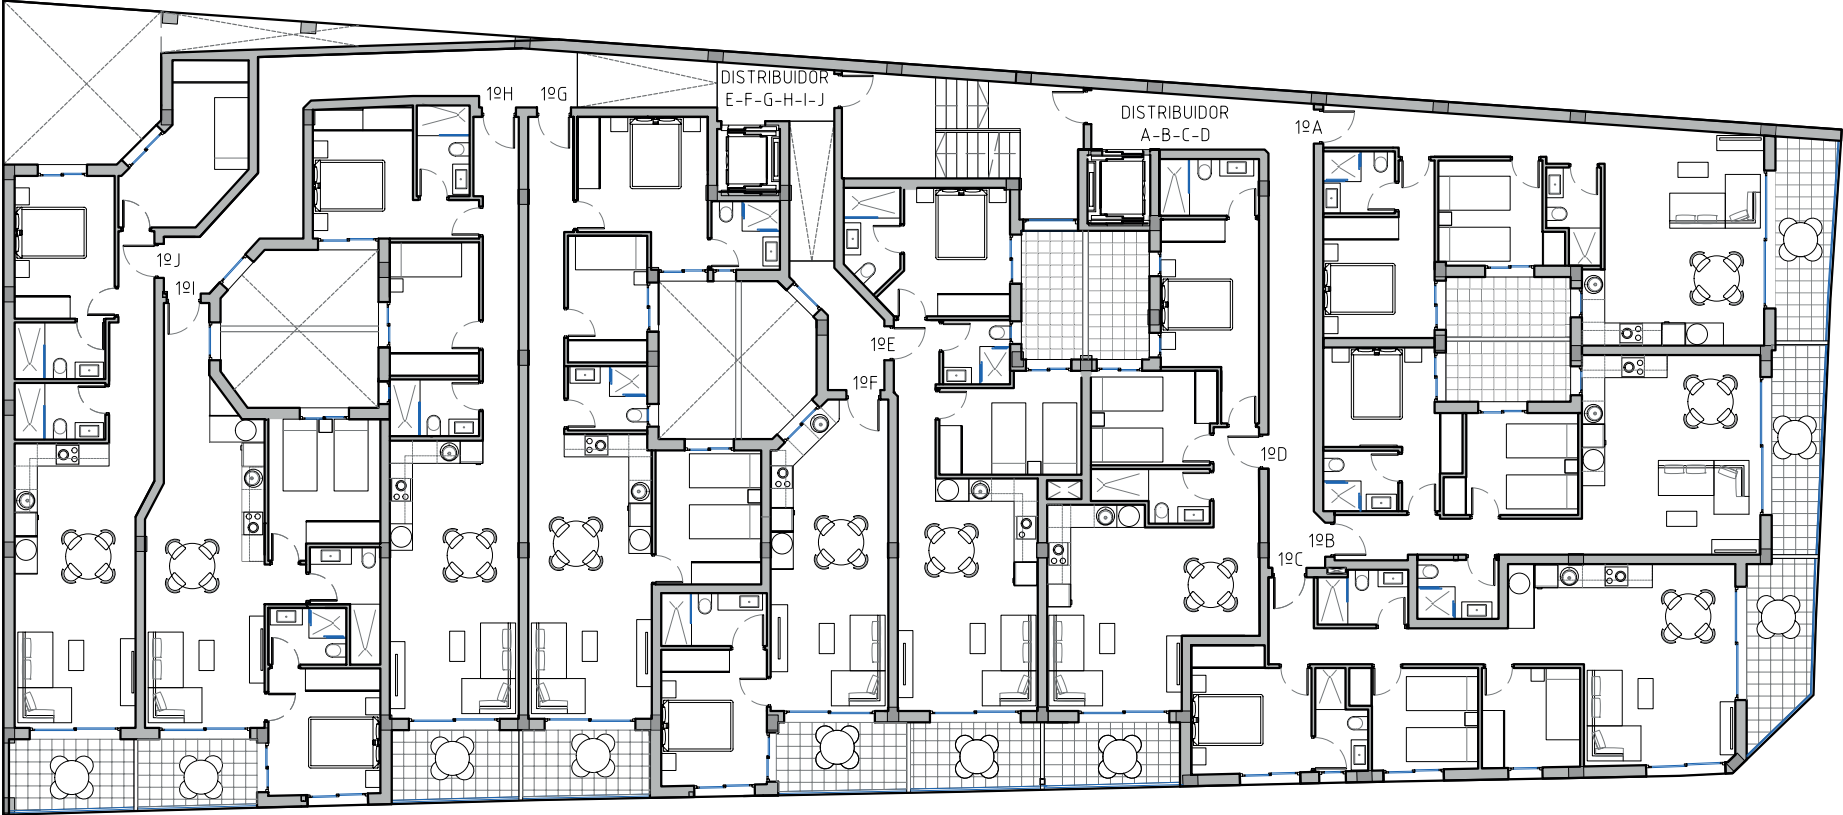 DISTRIBUIDOR
E-F-G-H-I-J
DISTRIBUIDOR
A-B-C-D
1ºH
1ºG
1ºA
1ºJ
1ºI
1ºE
1ºF
1ºD
1ºB
1ºC